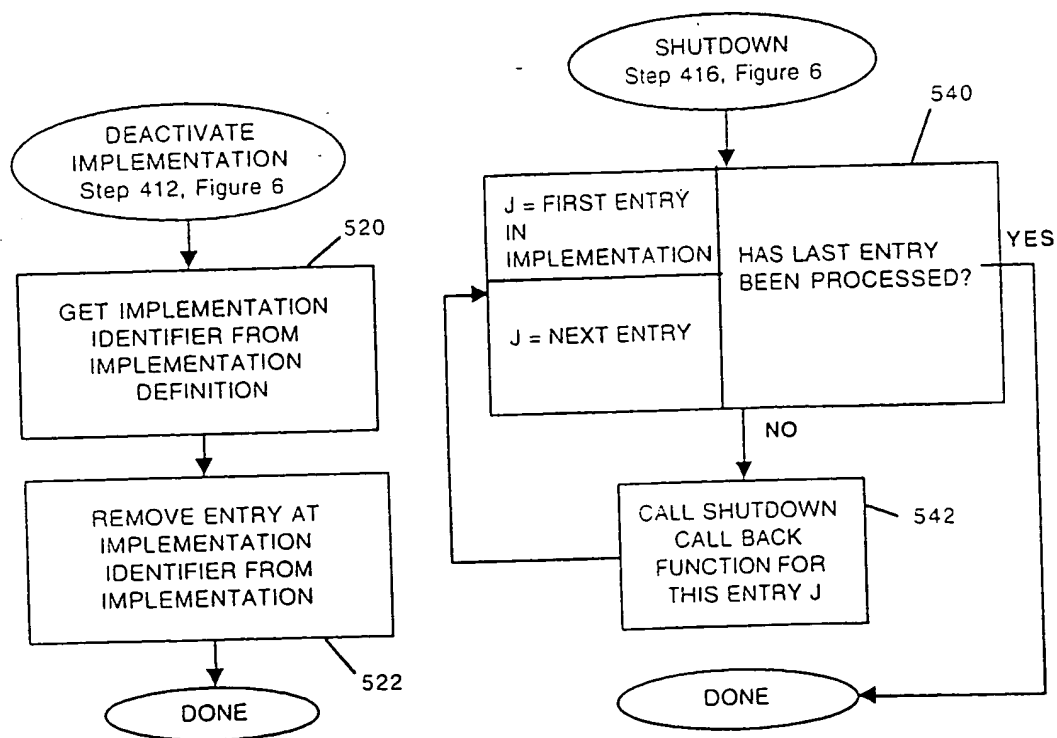 DEACTIVATE
IMPLEMENTATION
Step 412, Figure 6
520
GET IMPLEMENTATION
IDENTIFIER FROM
IMPLEMENTATION
DEFINITION
REMOVE ENTRY AT
IMPLEMENTATION
IDENTIFIER FROM
IMPLEMENTATION
522
DONE
SHUTDOWN
Step 416, Figure 6
540
J = FIRST ENTRY
IN
IMPLEMENTATION
J = NEXT ENTRY
HAS LAST ENTRY
BEEN PROCESSED?
YES
NO
CALL SHUTDOWN
CALL BACK
FUNCTION FOR
THIS ENTRY J
542
DONE